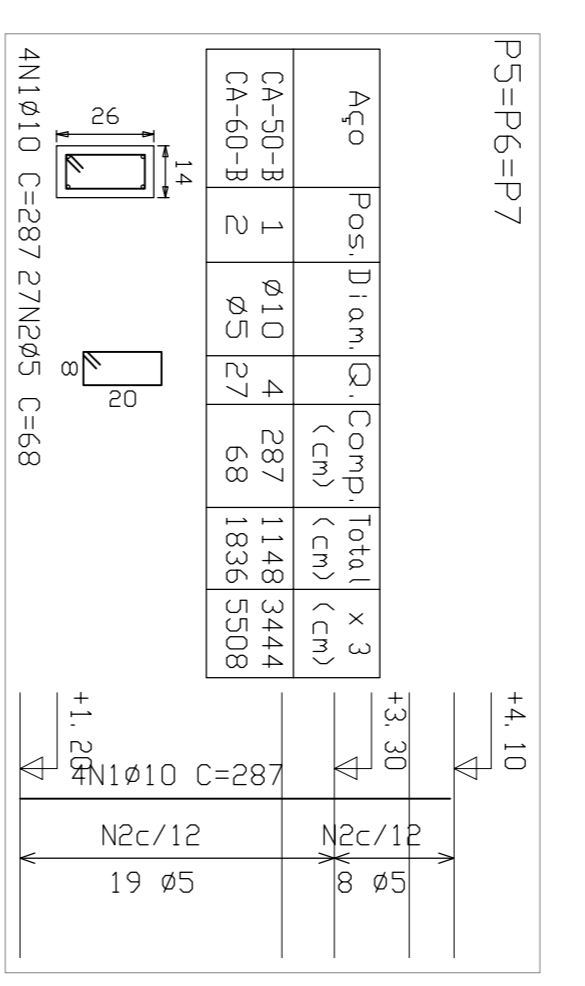 P5=P6=P7
Aço Pos. Diam. Q. Comp. (cm) Total (cm) x 3 (cm)
CA-50-B 1 Ø10 4 287 1148 3444
CA-60-B 2 Ø5 27 68 1836 5508
26
14
8
20
4N1Ø10 C=287 27N2Ø5 C=68
+4.10
+3.30
+1.20
4N1Ø10 C=287
N2c/12
N2c/12
19 Ø5
8 Ø5